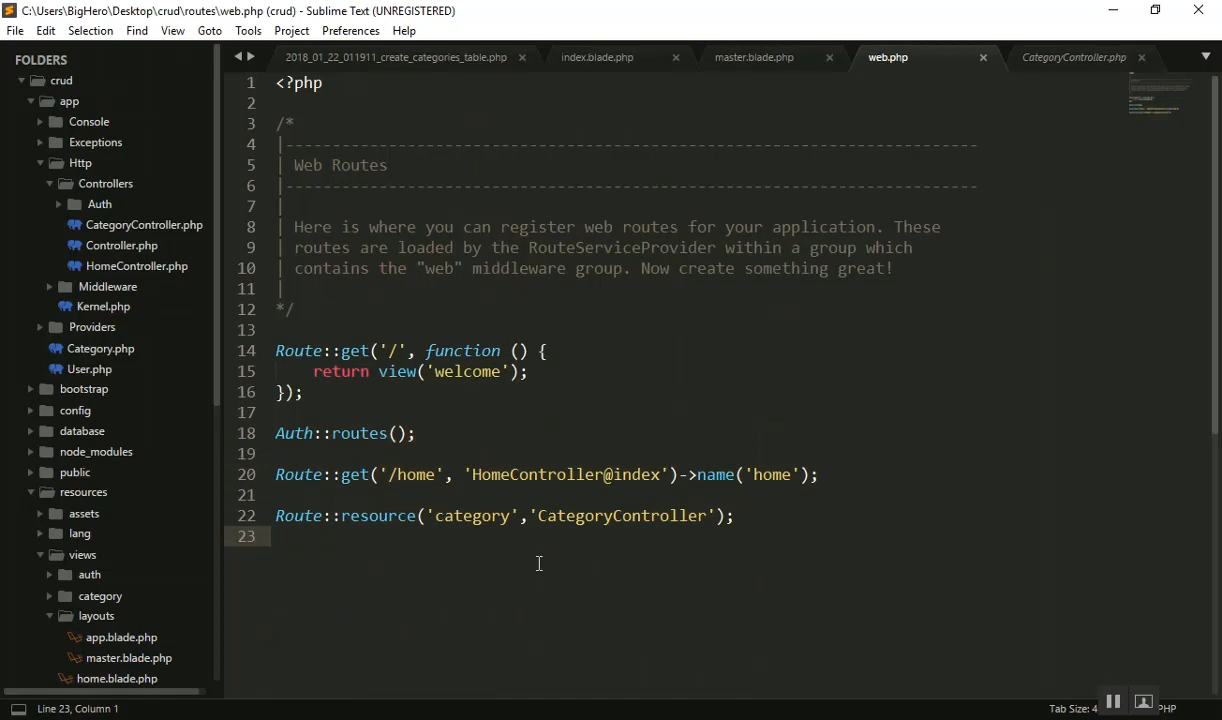 C:\Users\BigHero\Desktop\crud\routes\web.php (crud) - Sublime Text (UNREGISTERED)
File Edit Selection Find View Goto Tools Project Preferences Help
FOLDERS
crud
app
Console
Exceptions
Http
Controllers
Auth
CategoryController.php
Controller.php
HomeController.php
Middleware
Kernel.php
Providers
Category.php
User.php
bootstrap
config
database
node_modules
public
resources
assets
lang
views
auth
category
layouts
app.blade.php
master.blade.php
home.blade.php
2018_01_22_011911_create_categories_table.php index.blade.php master.blade.php web.php CategoryController.php
1 <?php
2
3 /*
4 |--------------------------------------------------------------------------
5 | Web Routes
6 |--------------------------------------------------------------------------
7 |
8 | Here is where you can register web routes for your application. These
9 | routes are loaded by the RouteServiceProvider within a group which
10 | contains the "web" middleware group. Now create something great!
11 |
12 */
13
14 Route::get('/', function () {
15 return view('welcome');
16 });
17
18 Auth::routes();
19
20 Route::get('/home', 'HomeController@index')->name('home');
21
22 Route::resource('category','CategoryController');
23
Line 23, Column 1 Tab Size: 4 PHP